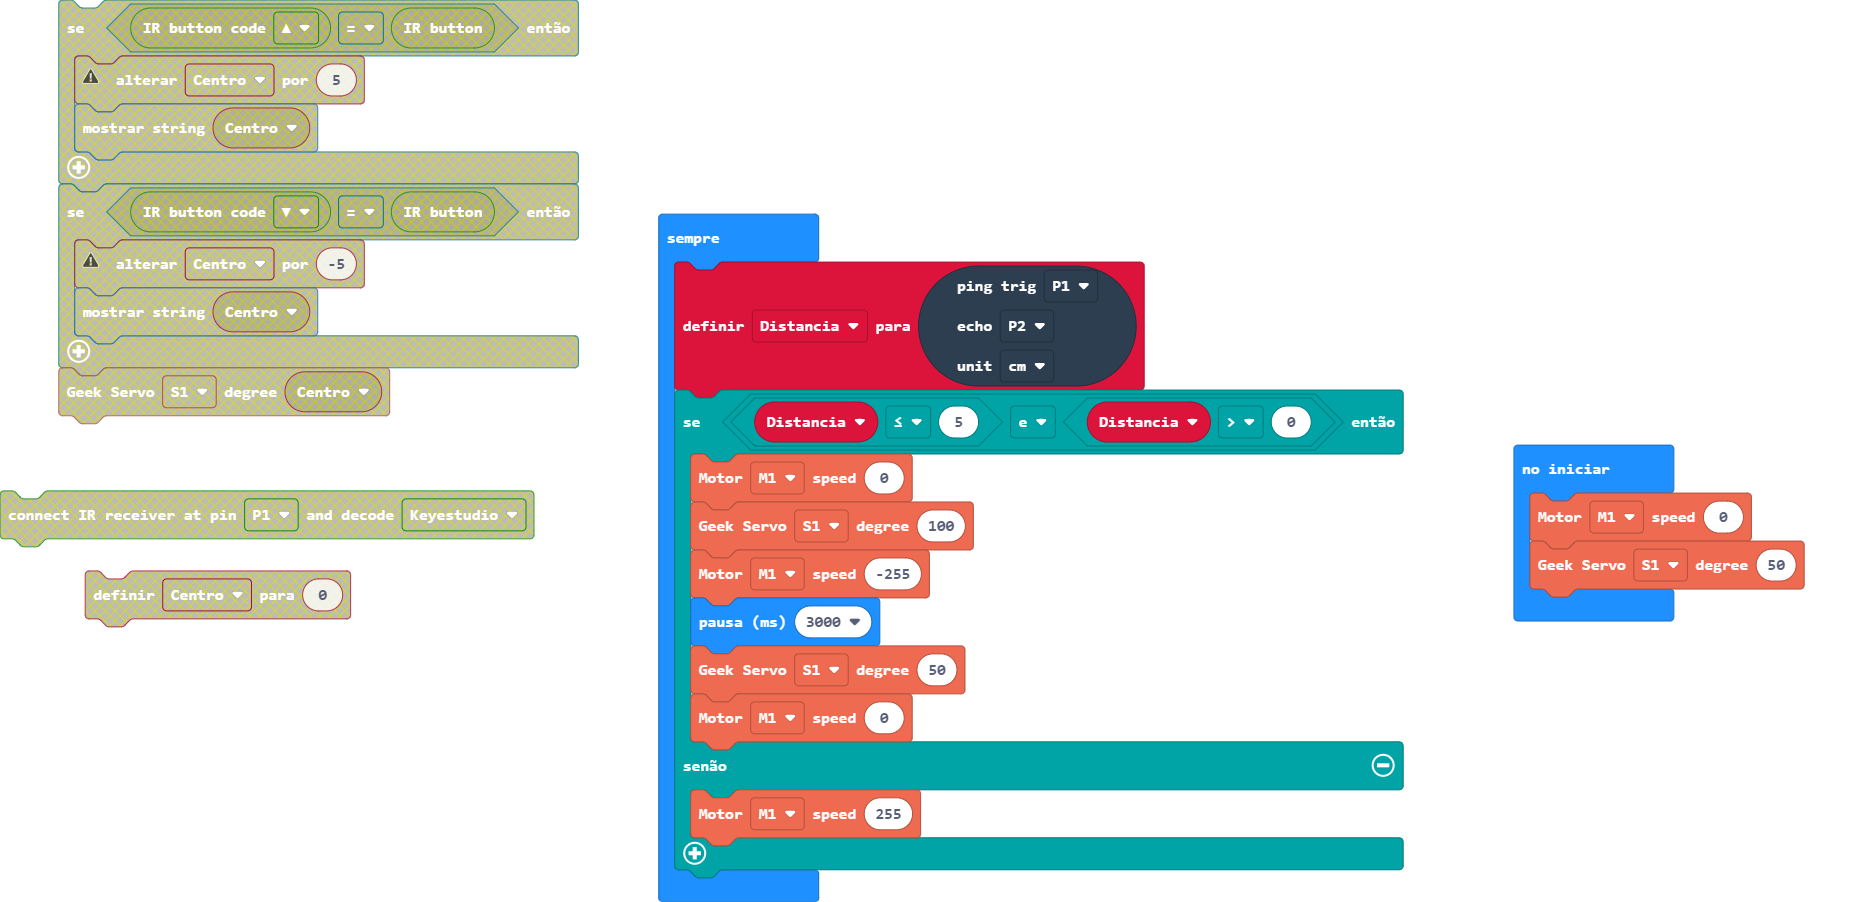 se IR button code ▲ = IR button então
alterar Centro por 5
mostrar string Centro
se IR button code ▼ = IR button então
alterar Centro por -5
mostrar string Centro
Geek Servo S1 degree Centro
connect IR receiver at pin P1 and decode Keyestudio
definir Centro para 0
sempre
definir Distancia para ping trig P1
echo P2
unit cm
se Distancia ≤ 5 e Distancia > 0 então
Motor M1 speed 0
Geek Servo S1 degree 100
Motor M1 speed -255
pausa (ms) 3000
Geek Servo S1 degree 50
Motor M1 speed 0
senão
Motor M1 speed 255
no iniciar
Motor M1 speed 0
Geek Servo S1 degree 50